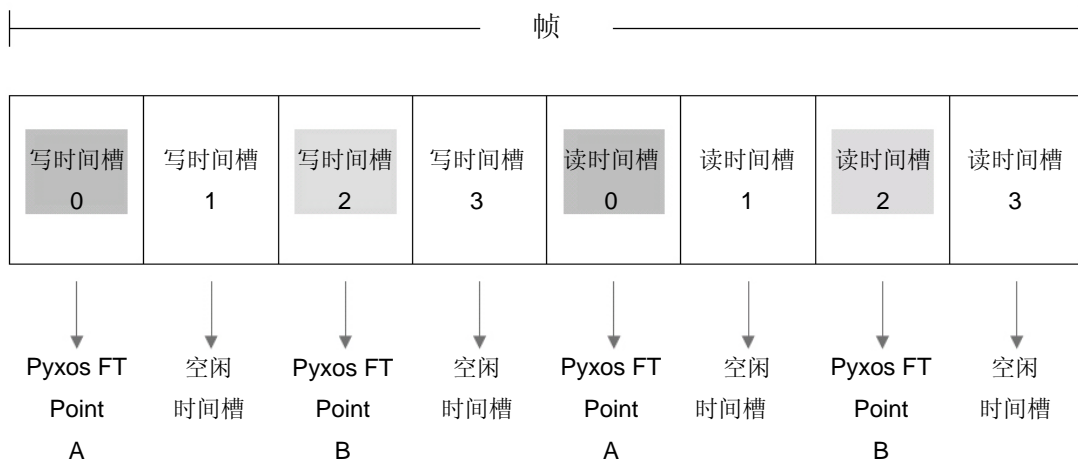 帧
写时间槽 写时间槽 写时间槽 写时间槽 读时间槽 读时间槽 读时间槽 读时间槽
0 1 2 3 0 1 2 3
Pyxos FT 空闲 Pyxos FT 空闲 Pyxos FT 空闲 Pyxos FT 空闲
Point 时间槽 Point 时间槽 Point 时间槽 Point 时间槽
A B A B